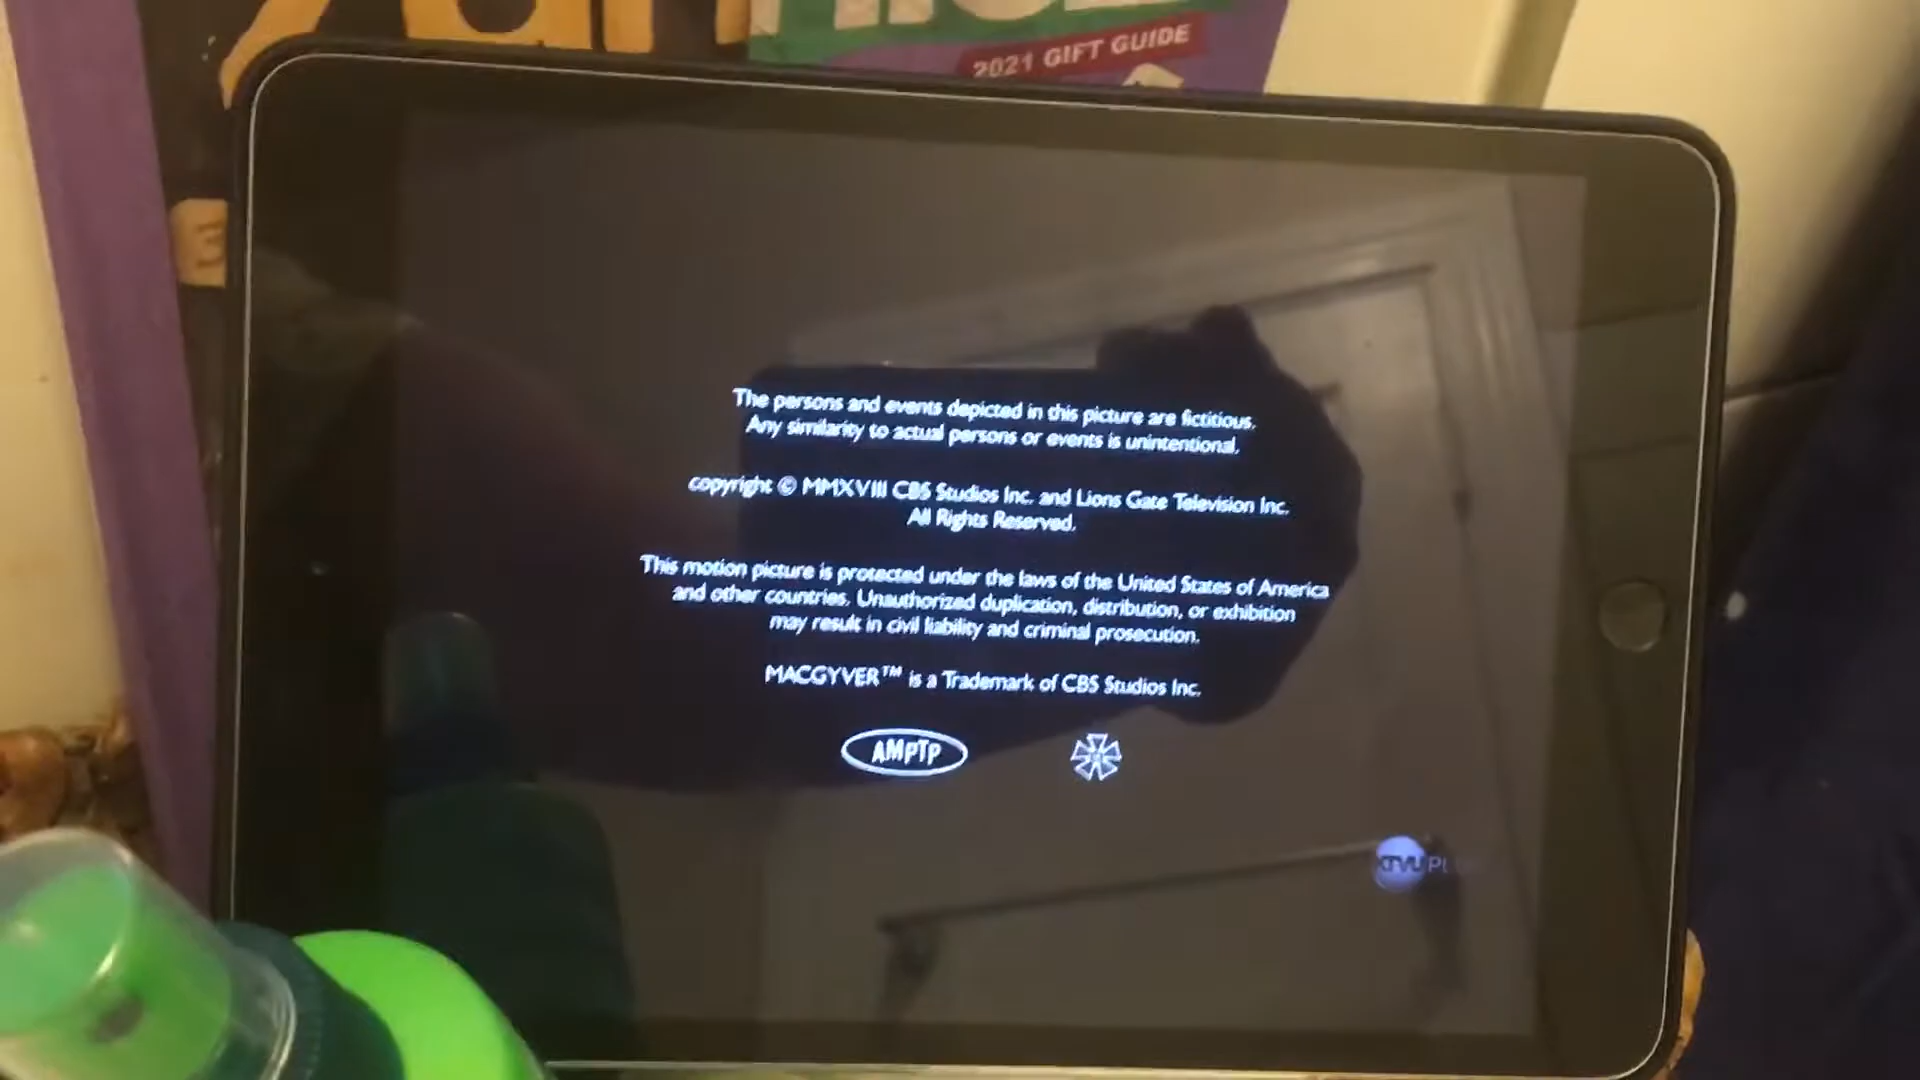 2021 GIFT GUIDE
3
The persons and events depicted in this picture are fictitious.
Any similarity to actual persons or events is unintentional.
copyright © MMXVIII CBS Studios Inc. and Lions Gate Television Inc.
All Rights Reserved.
This motion picture is protected under the laws of the United States of America
and other countries. Unauthorized duplication, distribution, or exhibition
may result in civil liability and criminal prosecution.
MACGYVER™ is a Trademark of CBS Studios Inc.
AMPTP
KTVU